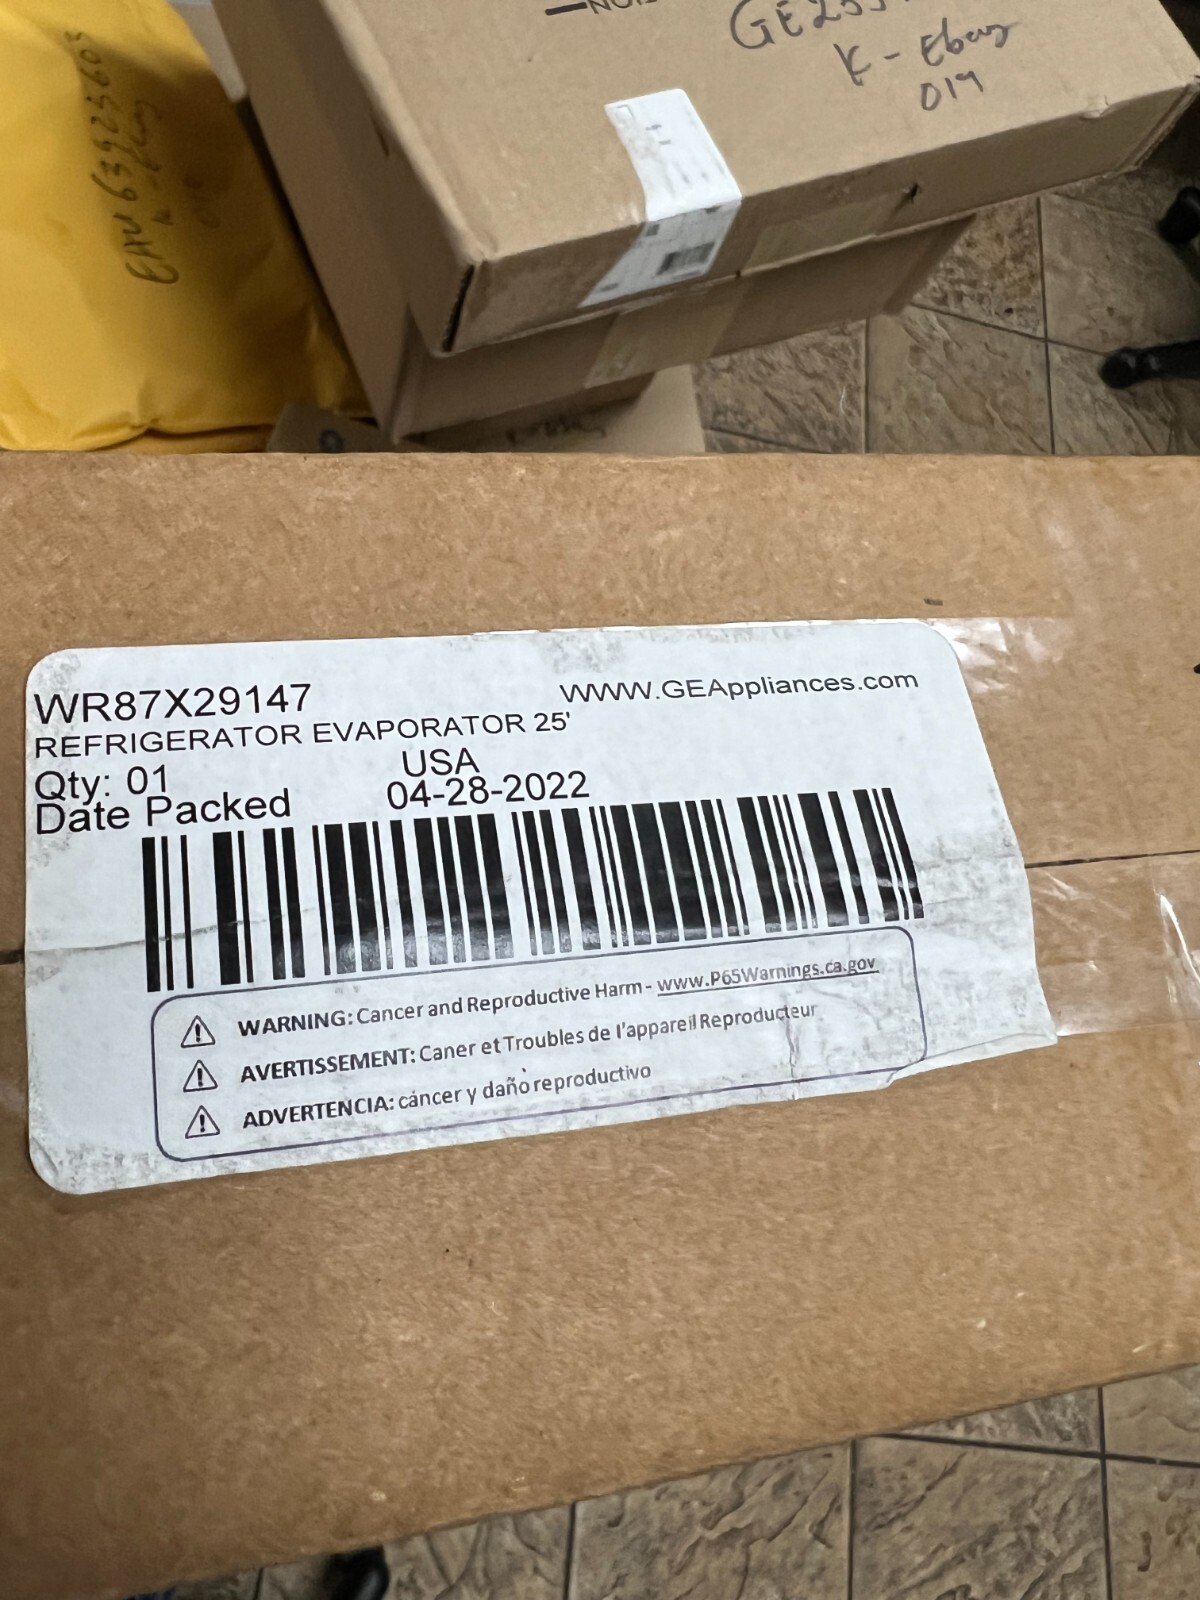 K - Ebay
019
WR87X29147
WWW.GEAppliances.com
REFRIGERATOR EVAPORATOR 25'
Qty: 01
USA
Date Packed
04-28-2022
WARNING: Cancer and Reproductive Harm - www.P65Warnings.ca.gov
AVERTISSEMENT: Caner et Troubles de l'appareil Reproducteur
ADVERTENCIA: cáncer y daño reproductivo